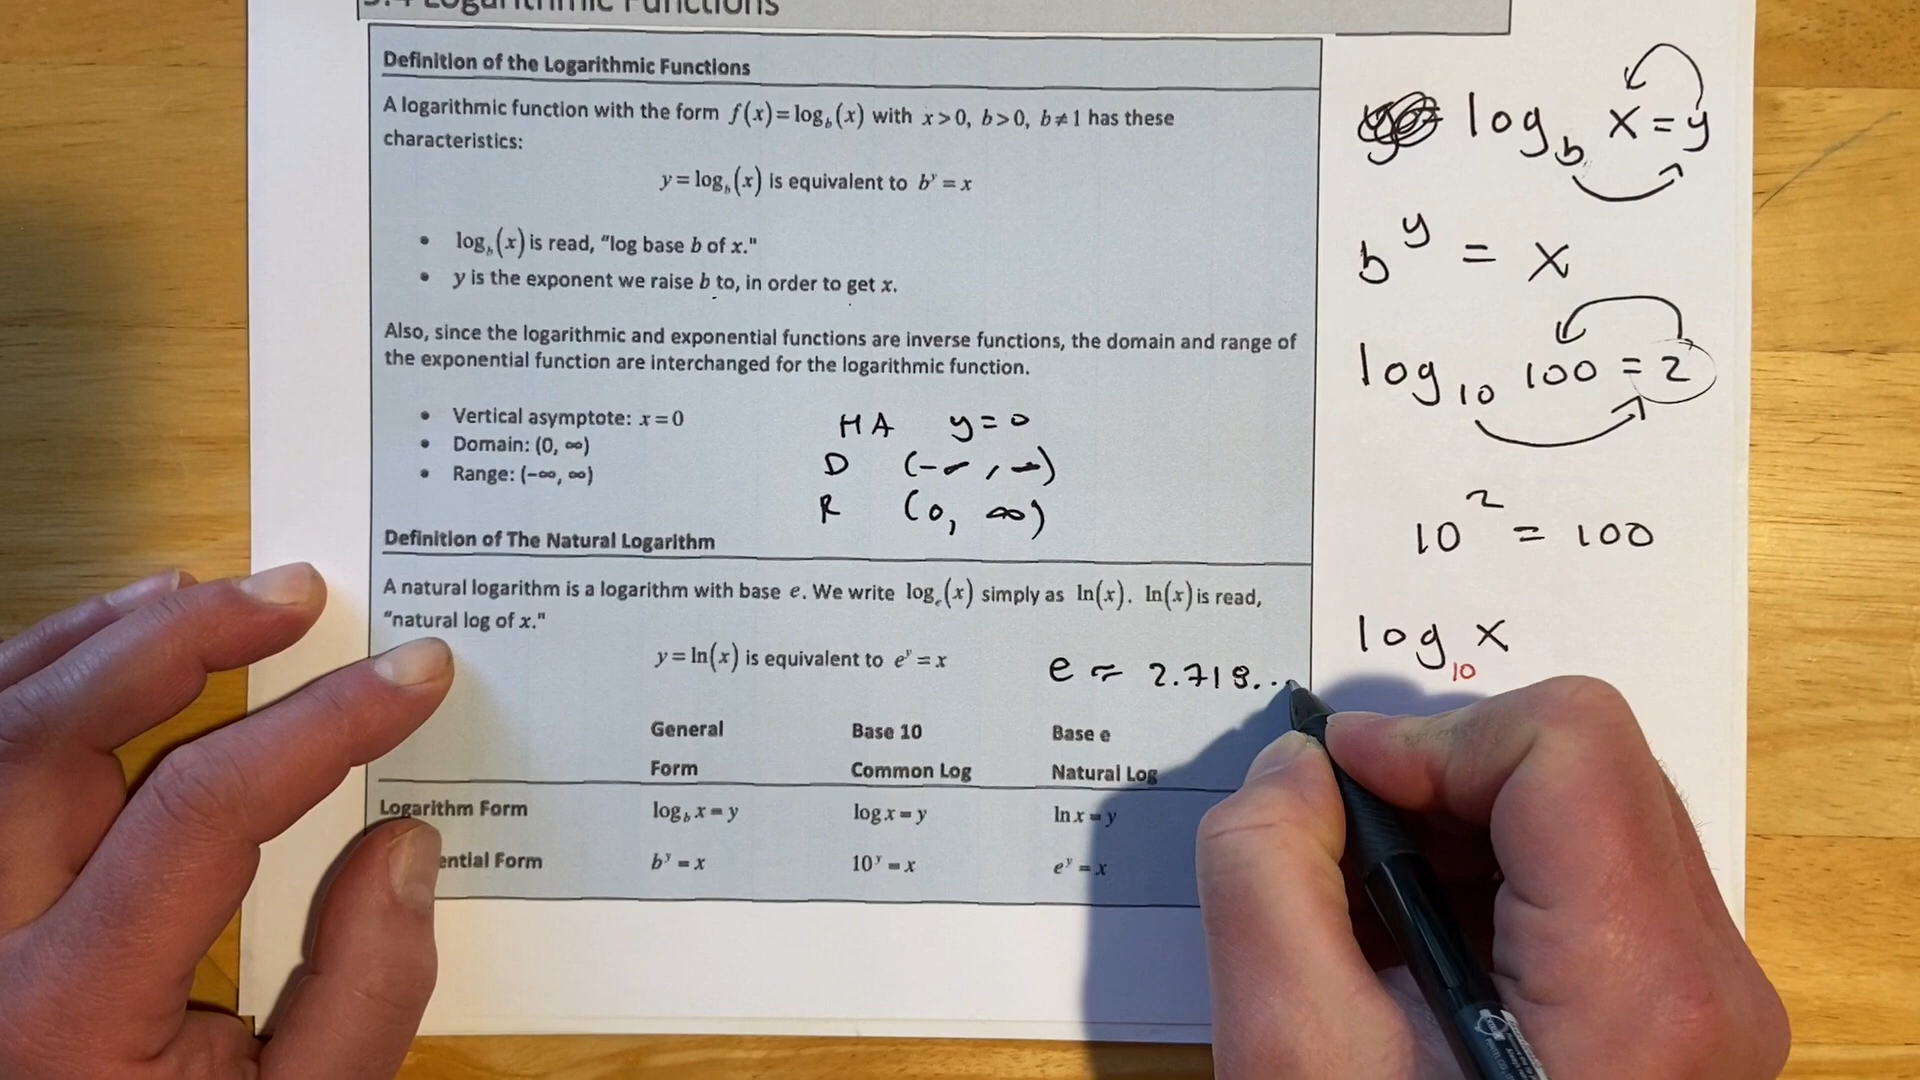 5.4 Logarithmic Functions
Definition of the Logarithmic Functions
A logarithmic function with the form f(x)=log_b(x) with x>0, b>0, b≠1 has these
characteristics:
y=log_b(x) is equivalent to b^y=x
• log_b(x) is read, "log base b of x."
• y is the exponent we raise b to, in order to get x.
Also, since the logarithmic and exponential functions are inverse functions, the domain and range of
the exponential function are interchanged for the logarithmic function.
• Vertical asymptote: x=0
• Domain: (0, ∞)
• Range: (-∞, ∞)
HA y=0
D (-∞, ∞)
R (0, ∞)
Definition of The Natural Logarithm
A natural logarithm is a logarithm with base e. We write log_e(x) simply as ln(x). ln(x) is read,
"natural log of x."
y=ln(x) is equivalent to e^y=x
e ≈ 2.718...
General Form
Base 10 Common Log
Base e Natural Log
Logarithm Form log_b x=y log x=y ln x=y
ential Form b^y=x 10^y=x e^y=x
log_b x=y
b^y = x
log_10 100 = 2
10^2 = 100
log_10 x